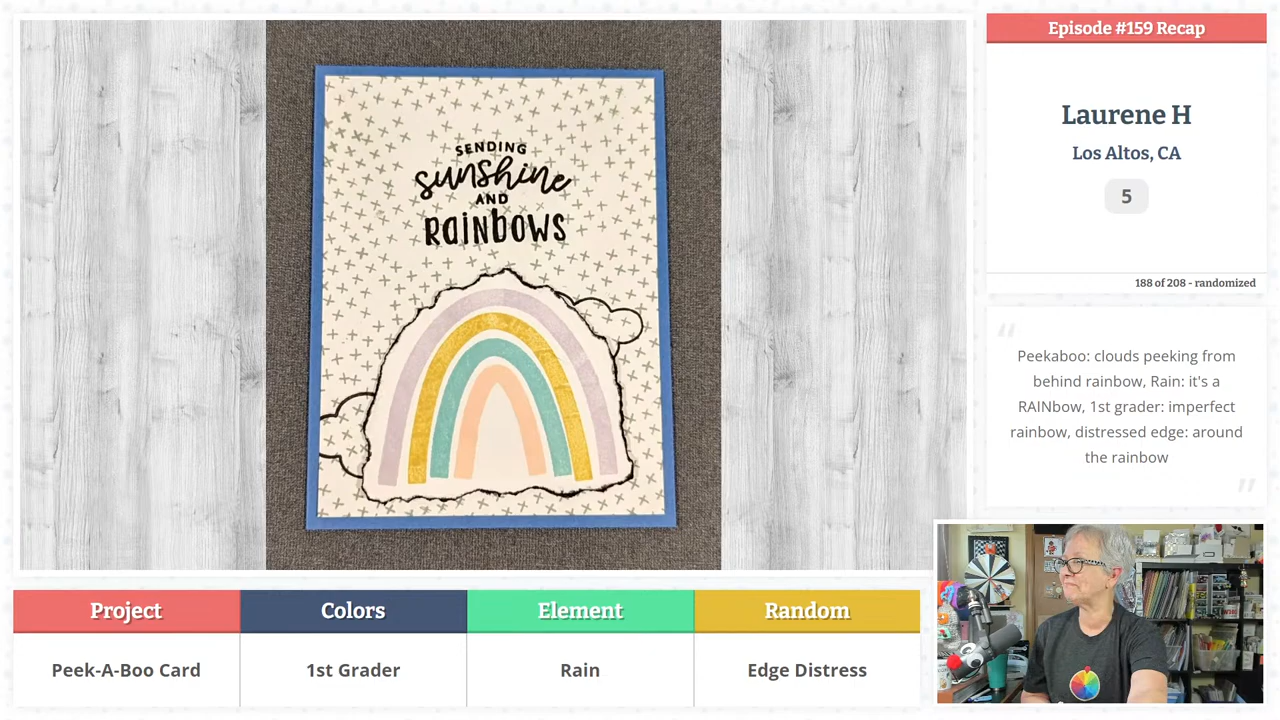 Episode #159 Recap
Laurene H
Los Altos, CA
5
188 of 208 - randomized
SENDING
sunshine
AND
RAINBOWS
“
Peekaboo: clouds peeking from
behind rainbow, Rain: it's a
RAINbow, 1st grader: imperfect
rainbow, distressed edge: around
the rainbow
”
Project
Colors
Element
Random
Peek-A-Boo Card
1st Grader
Rain
Edge Distress